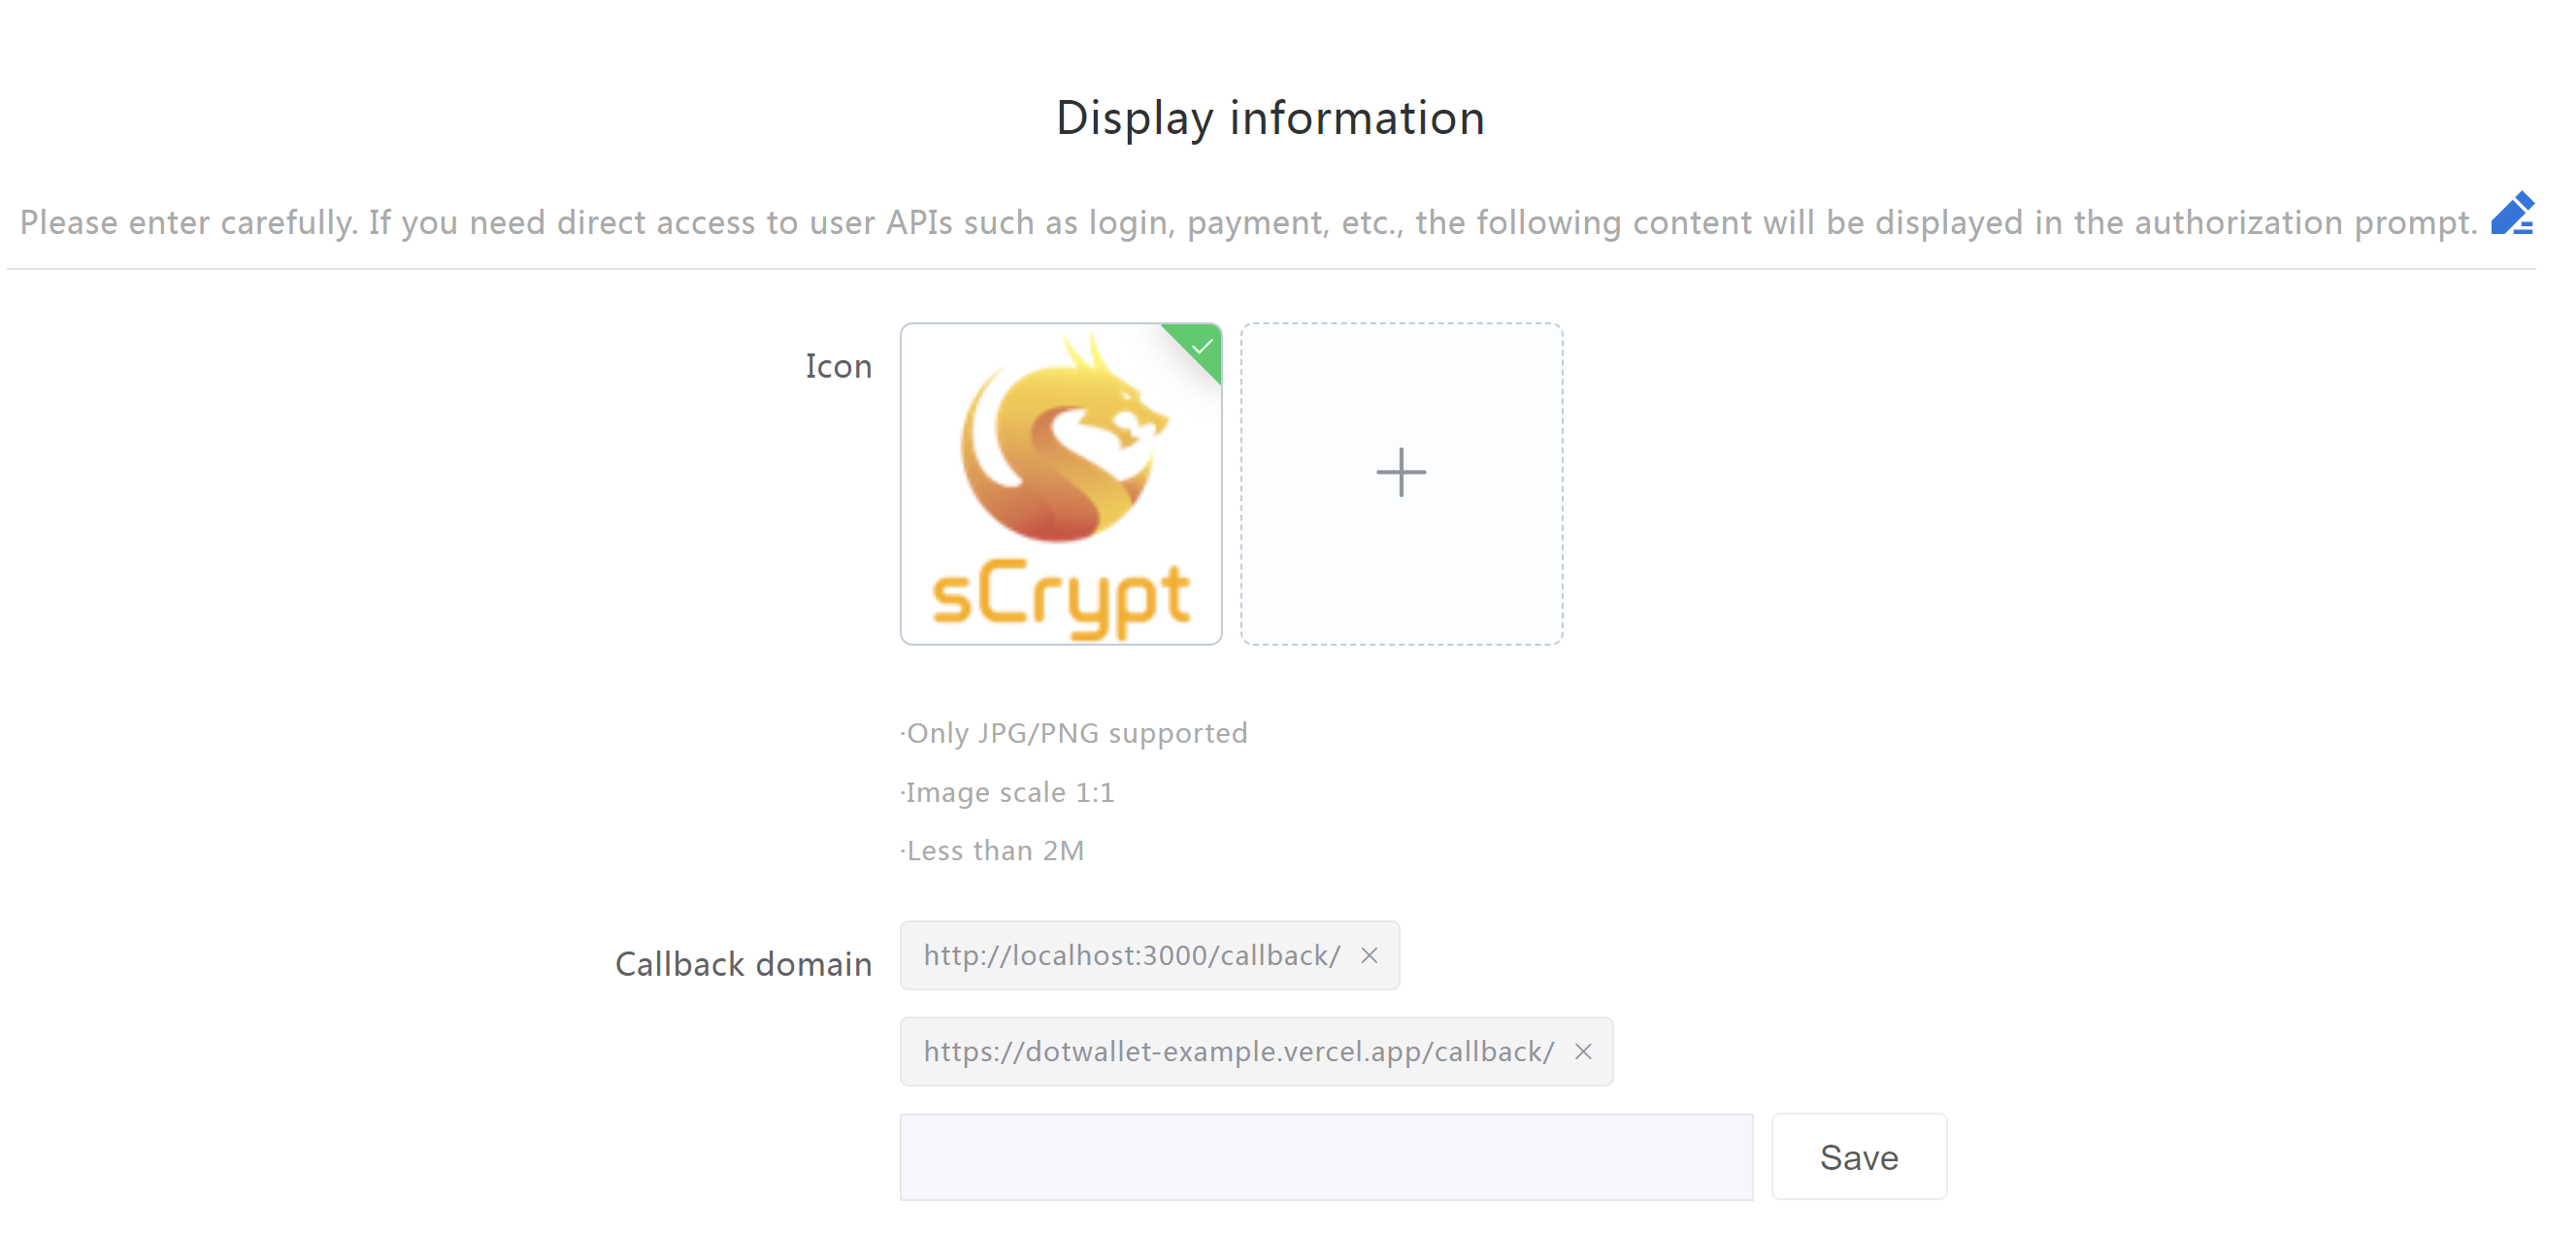 Display information
Please enter carefully. If you need direct access to user APIs such as login, payment, etc., the following content will be displayed in the authorization prompt.
Icon
sCrypt
·Only JPG/PNG supported
·Image scale 1:1
·Less than 2M
Callback domain
http://localhost:3000/callback/
https://dotwallet-example.vercel.app/callback/
Save